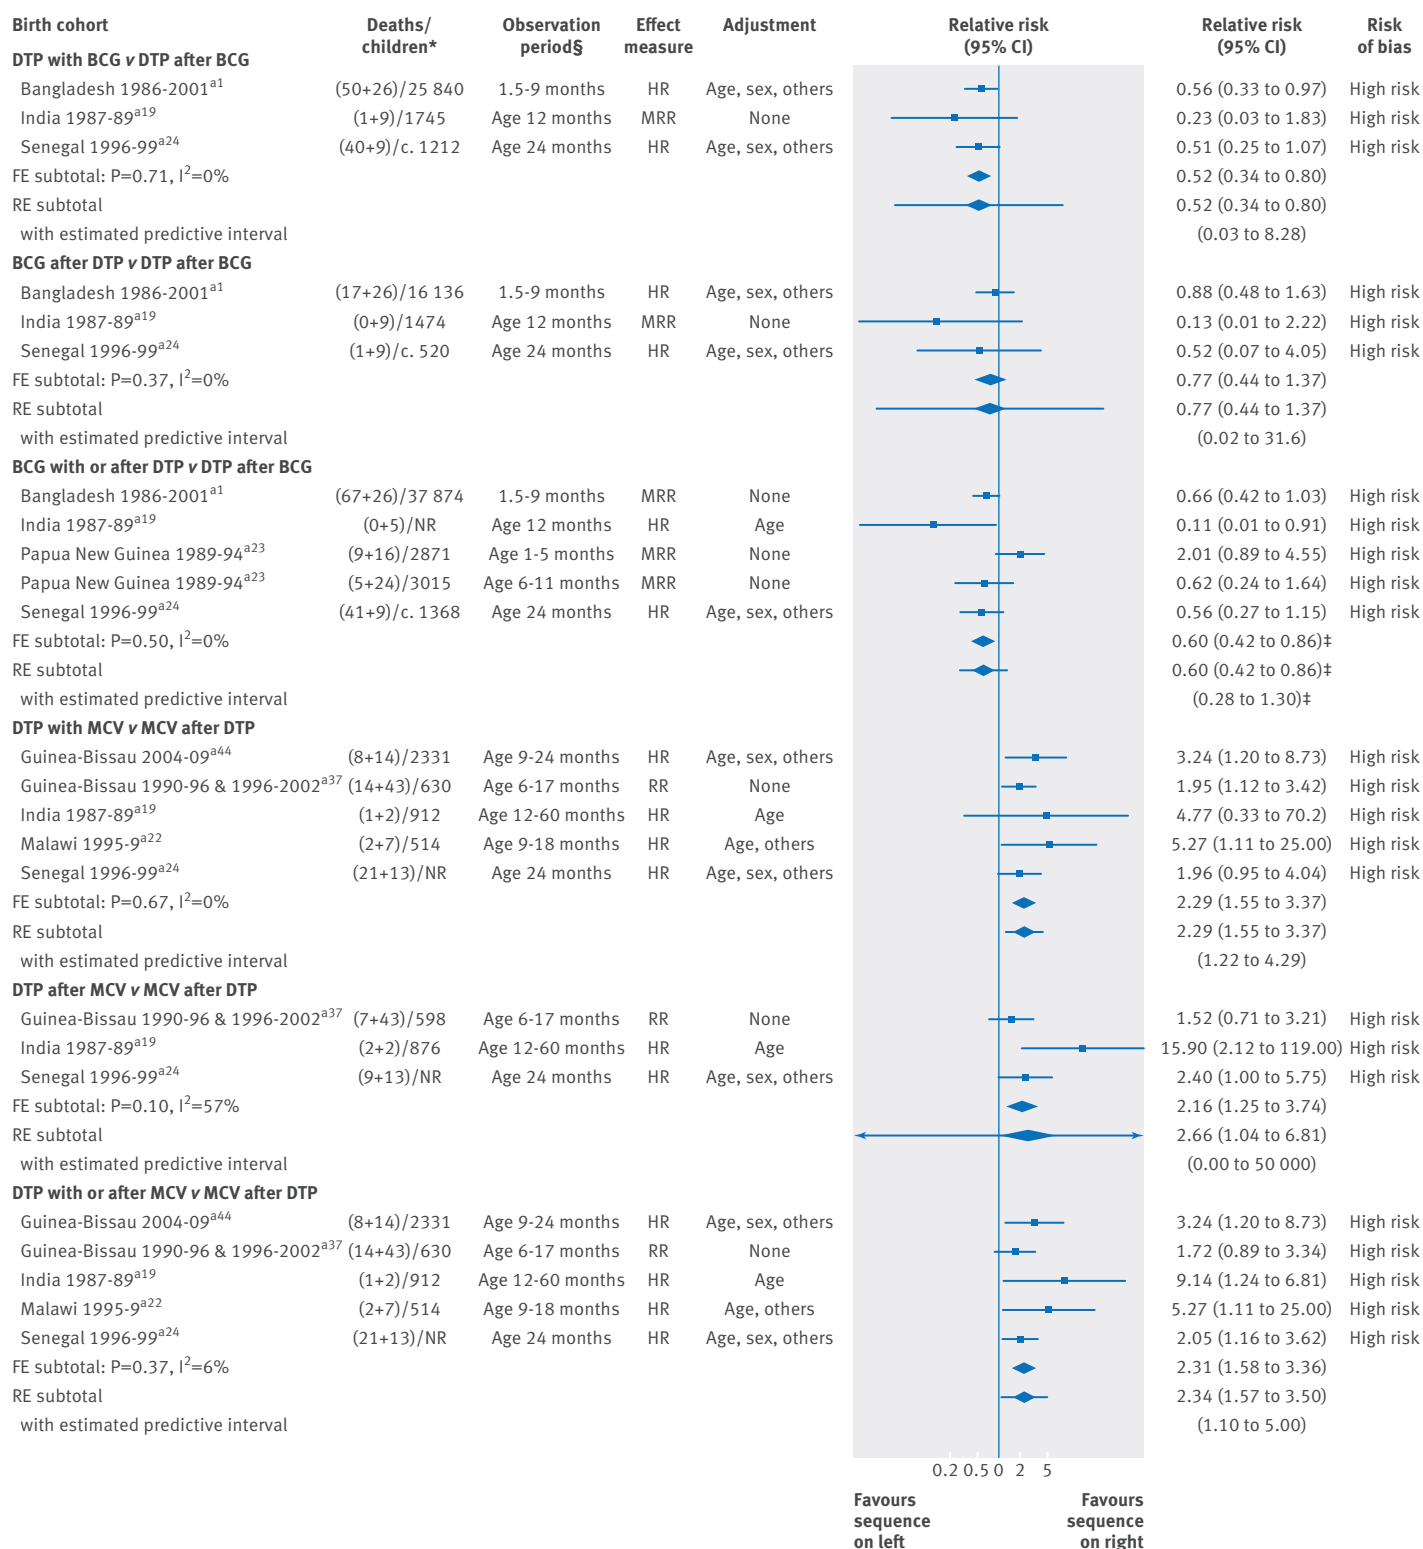 Birth cohort Deaths/children* Observation period§ Effect measure Adjustment Relative risk (95% CI) Relative risk (95% CI) Risk of bias
DTP with BCG v DTP after BCG
Bangladesh 1986-2001a1 (50+26)/25 840 1.5-9 months HR Age, sex, others 0.56 (0.33 to 0.97) High risk
India 1987-89a19 (1+9)/1745 Age 12 months MRR None 0.23 (0.03 to 1.83) High risk
Senegal 1996-99a24 (40+9)/c. 1212 Age 24 months HR Age, sex, others 0.51 (0.25 to 1.07) High risk
FE subtotal: P=0.71, I2=0% 0.52 (0.34 to 0.80)
RE subtotal 0.52 (0.34 to 0.80)
with estimated predictive interval (0.03 to 8.28)
BCG after DTP v DTP after BCG
Bangladesh 1986-2001a1 (17+26)/16 136 1.5-9 months HR Age, sex, others 0.88 (0.48 to 1.63) High risk
India 1987-89a19 (0+9)/1474 Age 12 months MRR None 0.13 (0.01 to 2.22) High risk
Senegal 1996-99a24 (1+9)/c. 520 Age 24 months HR Age, sex, others 0.52 (0.07 to 4.05) High risk
FE subtotal: P=0.37, I2=0% 0.77 (0.44 to 1.37)
RE subtotal 0.77 (0.44 to 1.37)
with estimated predictive interval (0.02 to 31.6)
BCG with or after DTP v DTP after BCG
Bangladesh 1986-2001a1 (67+26)/37 874 1.5-9 months MRR None 0.66 (0.42 to 1.03) High risk
India 1987-89a19 (0+5)/NR Age 12 months HR Age 0.11 (0.01 to 0.91) High risk
Papua New Guinea 1989-94a23 (9+16)/2871 Age 1-5 months MRR None 2.01 (0.89 to 4.55) High risk
Papua New Guinea 1989-94a23 (5+24)/3015 Age 6-11 months MRR None 0.62 (0.24 to 1.64) High risk
Senegal 1996-99a24 (41+9)/c. 1368 Age 24 months HR Age, sex, others 0.56 (0.27 to 1.15) High risk
FE subtotal: P=0.50, I2=0% 0.60 (0.42 to 0.86)‡
RE subtotal 0.60 (0.42 to 0.86)‡
with estimated predictive interval (0.28 to 1.30)‡
DTP with MCV v MCV after DTP
Guinea-Bissau 2004-09a44 (8+14)/2331 Age 9-24 months HR Age, sex, others 3.24 (1.20 to 8.73) High risk
Guinea-Bissau 1990-96 & 1996-2002a37 (14+43)/630 Age 6-17 months RR None 1.95 (1.12 to 3.42) High risk
India 1987-89a19 (1+2)/912 Age 12-60 months HR Age 4.77 (0.33 to 70.2) High risk
Malawi 1995-9a22 (2+7)/514 Age 9-18 months HR Age, others 5.27 (1.11 to 25.00) High risk
Senegal 1996-99a24 (21+13)/NR Age 24 months HR Age, sex, others 1.96 (0.95 to 4.04) High risk
FE subtotal: P=0.67, I2=0% 2.29 (1.55 to 3.37)
RE subtotal 2.29 (1.55 to 3.37)
with estimated predictive interval (1.22 to 4.29)
DTP after MCV v MCV after DTP
Guinea-Bissau 1990-96 & 1996-2002a37 (7+43)/598 Age 6-17 months RR None 1.52 (0.71 to 3.21) High risk
India 1987-89a19 (2+2)/876 Age 12-60 months HR Age 15.90 (2.12 to 119.00) High risk
Senegal 1996-99a24 (9+13)/NR Age 24 months HR Age, sex, others 2.40 (1.00 to 5.75) High risk
FE subtotal: P=0.10, I2=57% 2.16 (1.25 to 3.74)
RE subtotal 2.66 (1.04 to 6.81)
with estimated predictive interval (0.00 to 50 000)
DTP with or after MCV v MCV after DTP
Guinea-Bissau 2004-09a44 (8+14)/2331 Age 9-24 months HR Age, sex, others 3.24 (1.20 to 8.73) High risk
Guinea-Bissau 1990-96 & 1996-2002a37 (14+43)/630 Age 6-17 months RR None 1.72 (0.89 to 3.34) High risk
India 1987-89a19 (1+2)/912 Age 12-60 months HR Age 9.14 (1.24 to 6.81) High risk
Malawi 1995-9a22 (2+7)/514 Age 9-18 months HR Age, others 5.27 (1.11 to 25.00) High risk
Senegal 1996-99a24 (21+13)/NR Age 24 months HR Age, sex, others 2.05 (1.16 to 3.62) High risk
FE subtotal: P=0.37, I2=6% 2.31 (1.58 to 3.36)
RE subtotal 2.34 (1.57 to 3.50)
with estimated predictive interval (1.10 to 5.00)
0.2 0.5 0 2 5
Favours sequence on left
Favours sequence on right